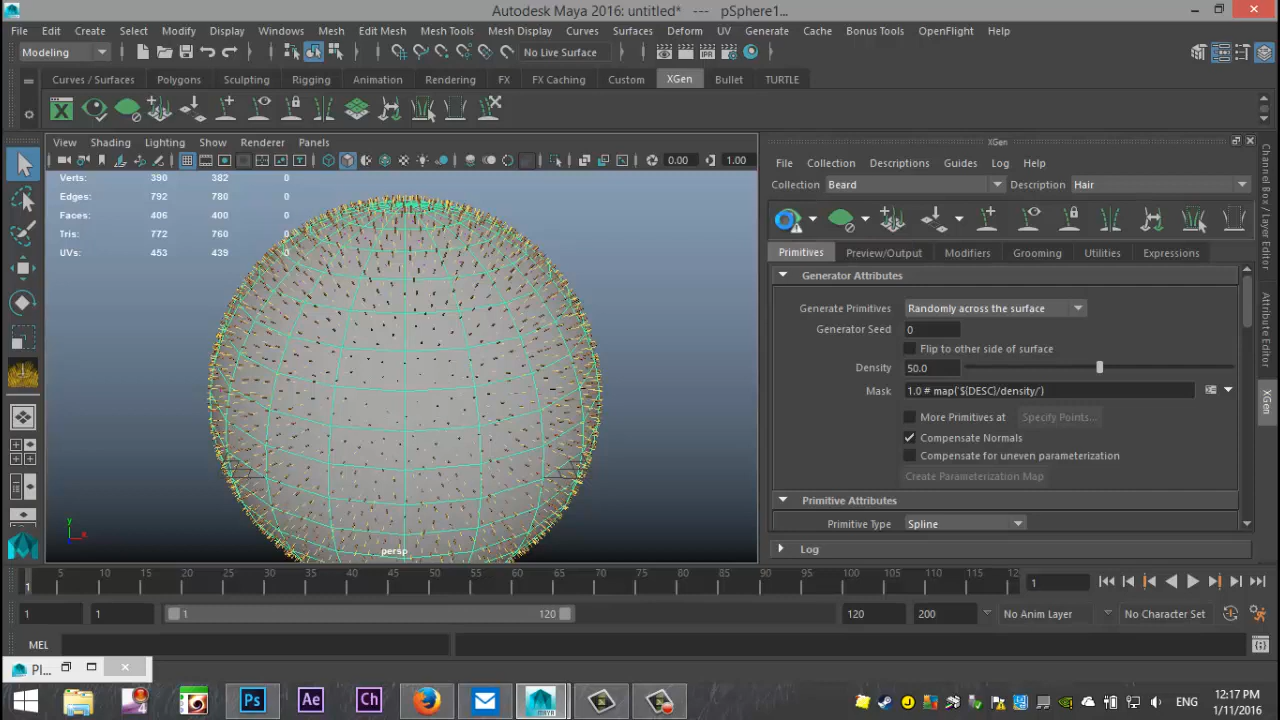 Autodesk Maya 2016: untitled* --- pSphere1...
File Edit Create Select Modify Display Windows Mesh Edit Mesh Mesh Tools Mesh Display Curves Surfaces Deform UV Generate Cache Bonus Tools OpenFlight Help
Modeling No Live Surface
Curves / Surfaces Polygons Sculpting Rigging Animation Rendering FX FX Caching Custom XGen Bullet TURTLE
View Shading Lighting Show Renderer Panels
0.00 1.00
Verts: 390 382 0
Edges: 792 780 0
Faces: 406 400 0
Tris: 772 760 0
UVs: 453 439 0
persp
XGen
File Collection Descriptions Guides Log Help
Collection Beard Description Hair
Primitives Preview/Output Modifiers Grooming Utilities Expressions
Generator Attributes
Generate Primitives Randomly across the surface
Generator Seed 0
Flip to other side of surface
Density 50.0
Mask 1.0 # map('${DESC}/density/')
More Primitives at Specify Points...
Compensate Normals
Compensate for uneven parameterization
Create Parameterization Map
Primitive Attributes
Primitive Type Spline
Log
Channel Box / Layer Editor
Attribute Editor
XGen
1 5 10 15 20 25 30 35 40 45 50 55 60 65 70 75 80 85 90 95 100 105 110 115 12 1
1 1 1 120 120 200 No Anim Layer No Character Set
MEL
Pl...
Ps Ae Ch MAYA ENG 12:17 PM
1/11/2016